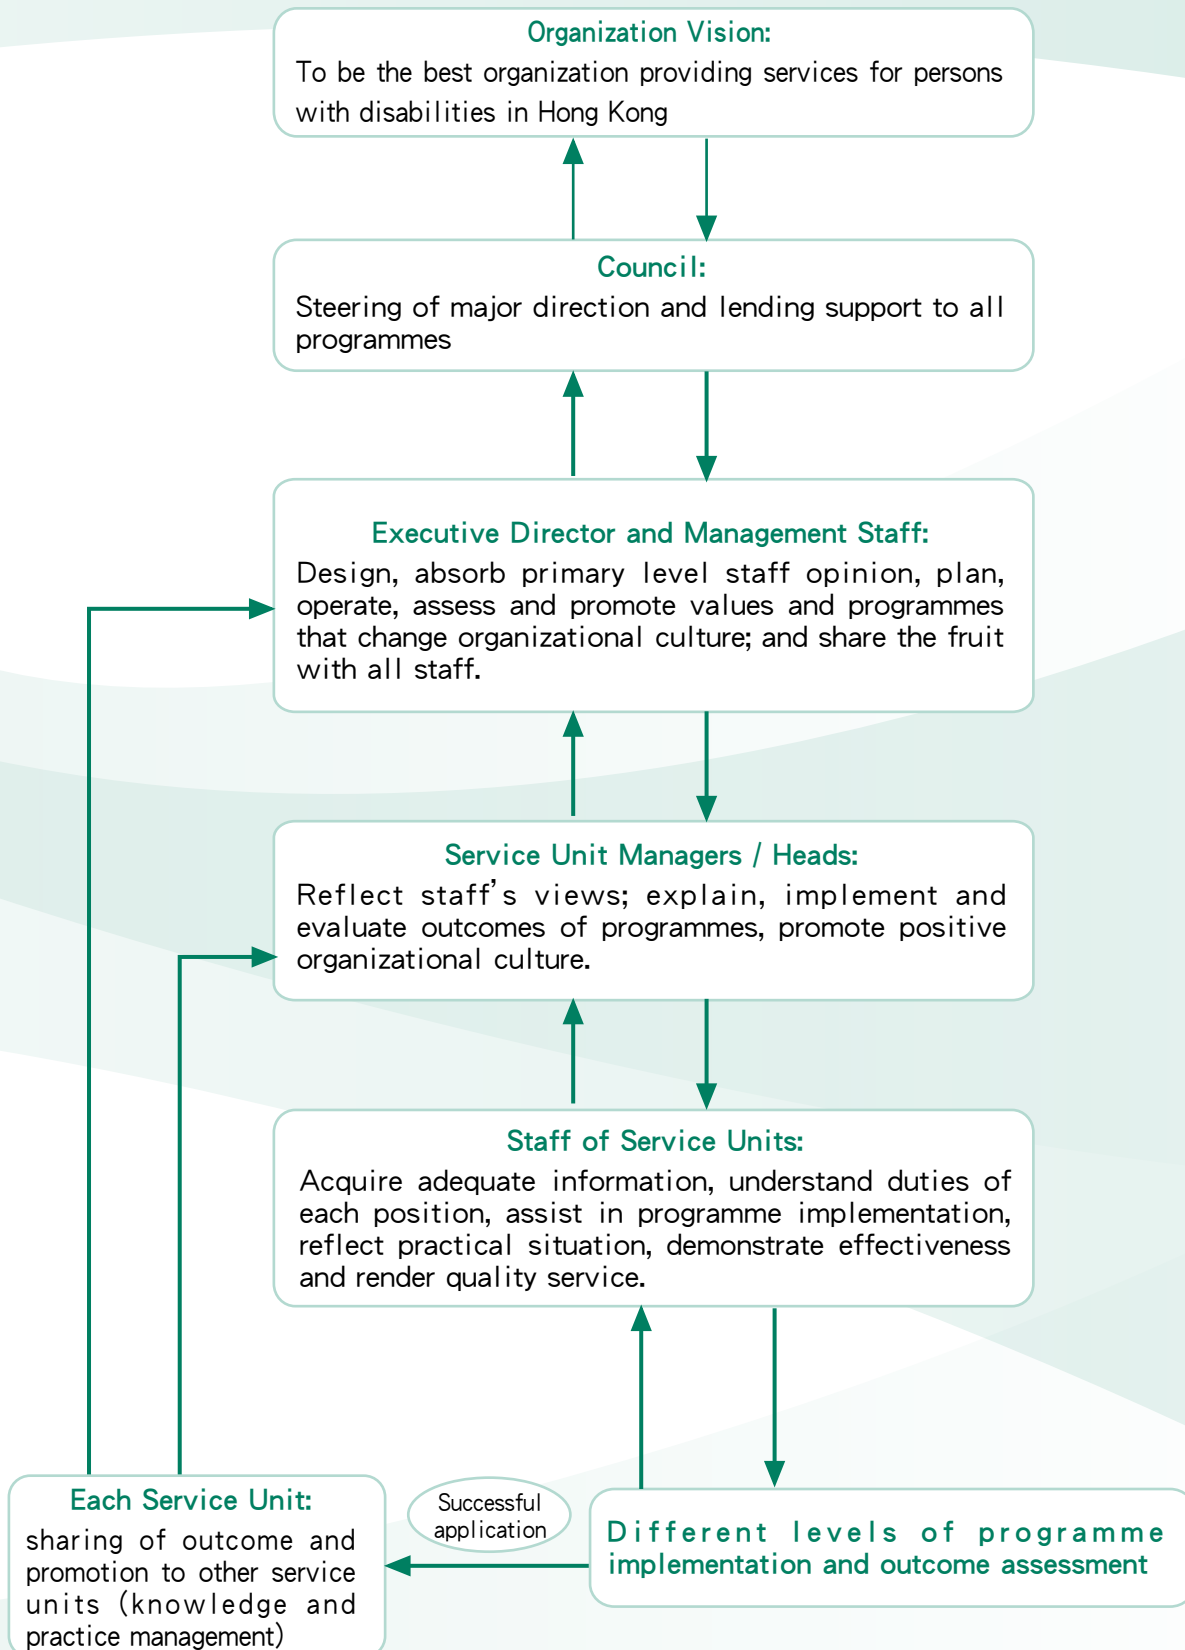 Organization Vision:
To be the best organization providing services for persons
with disabilities in Hong Kong
Council:
Steering of major direction and lending support to all
programmes
Executive Director and Management Staff:
Design, absorb primary level staff opinion, plan,
operate, assess and promote values and programmes
that change organizational culture; and share the fruit
with all staff.
Service Unit Managers / Heads:
Reflect staff’s views; explain, implement and
evaluate outcomes of programmes, promote positive
organizational culture.
Staff of Service Units:
Acquire adequate information, understand duties of
each position, assist in programme implementation,
reflect practical situation, demonstrate effectiveness
and render quality service.
Each Service Unit:
sharing of outcome and
promotion to other service
units (knowledge and
practice management)
Successful
application
Different levels of programme
implementation and outcome assessment